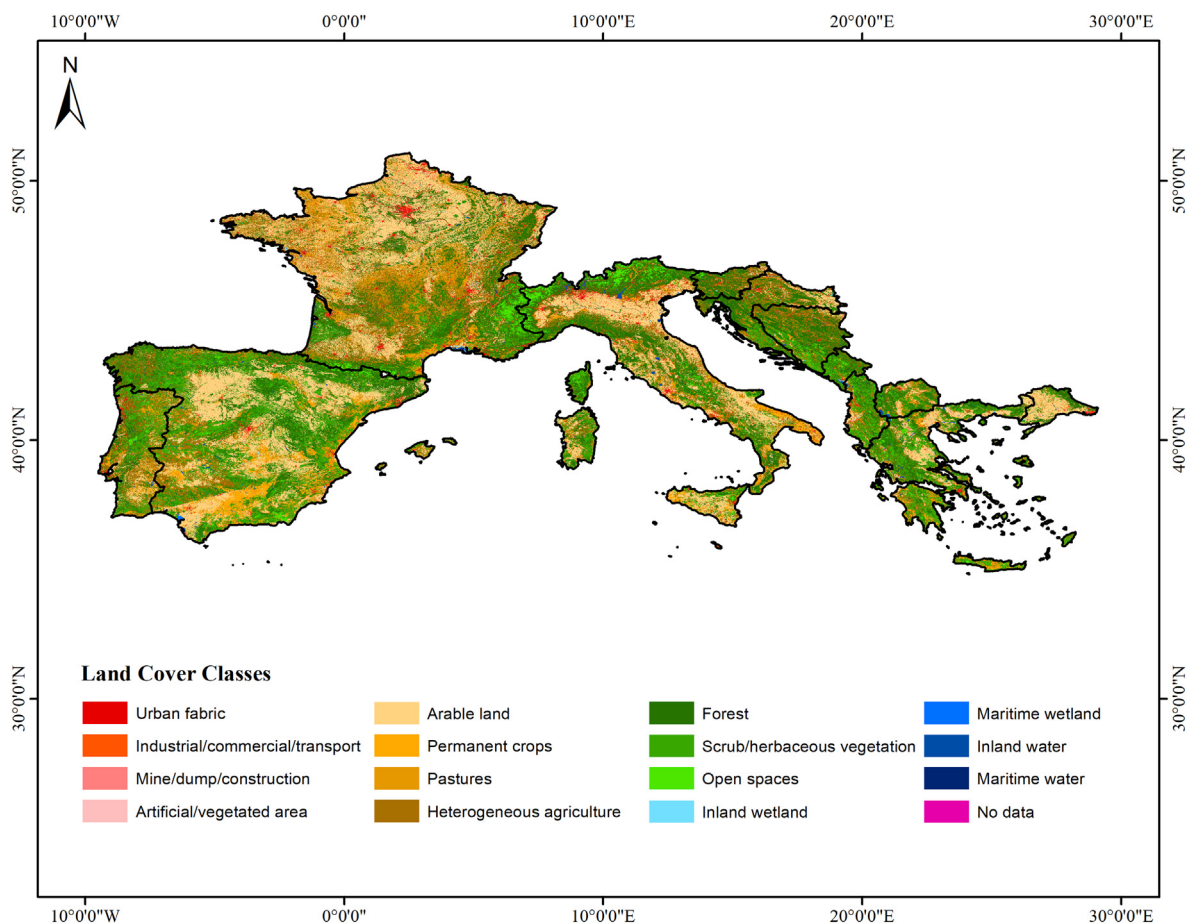 10°0'0"W 0°0'0" 10°0'0"E 20°0'0"E 30°0'0"E
N
50°0'0"N 50°0'0"N
40°0'0"N 40°0'0"N
30°0'0"N 30°0'0"N
Land Cover Classes
Urban fabric Arable land Forest Maritime wetland
Industrial/commercial/transport Permanent crops Scrub/herbaceous vegetation Inland water
Mine/dump/construction Pastures Open spaces Maritime water
Artificial/vegetated area Heterogeneous agriculture Inland wetland No data
10°0'0"W 0°0'0" 10°0'0"E 20°0'0"E 30°0'0"E